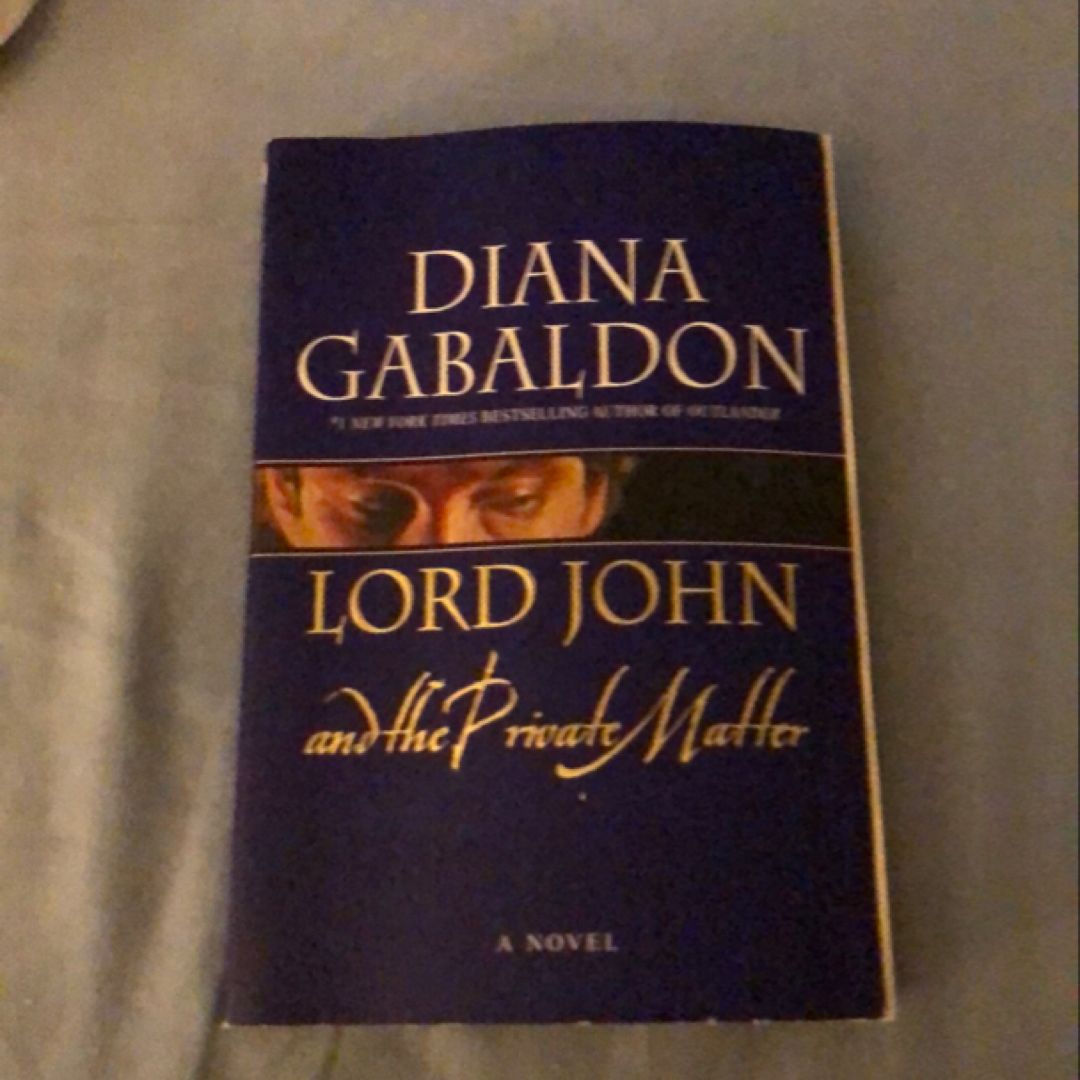 DIANA
GABALDON
#1 NEW YORK TIMES BESTSELLING AUTHOR OF OUTLANDER
LORD JOHN
and the Private Matter
A NOVEL